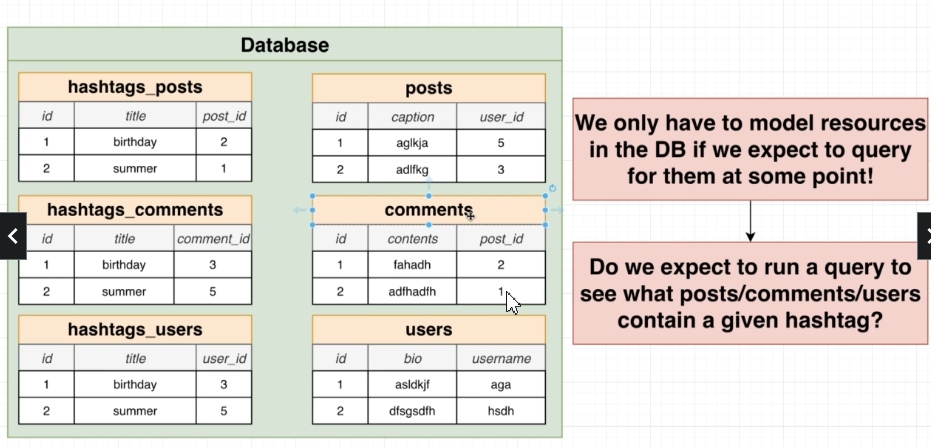 Database
hashtags_posts
id title post_id
1 birthday 2
2 summer 1
posts
id caption user_id
1 aglkja 5
2 adlfkg 3
hashtags_comments
id title comment_id
1 birthday 3
2 summer 5
comments
id contents post_id
1 fahadh 2
2 adfhadfh 1
hashtags_users
id title user_id
1 birthday 3
2 summer 5
users
id bio username
1 asldkjf aga
2 dfsgsdfh hsdh
We only have to model resources
in the DB if we expect to query
for them at some point!
Do we expect to run a query to
see what posts/comments/users
contain a given hashtag?